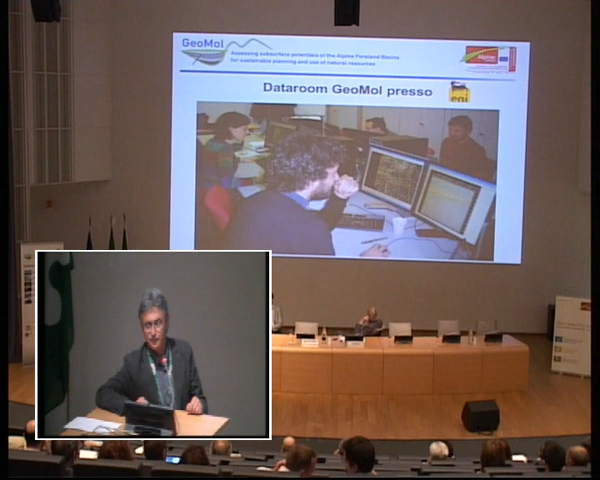 GeoMol
Assessing subsurface potentials of the Alpine Foreland Basins
for sustainable planning and use of natural resources
Dataroom GeoMol presso
eni